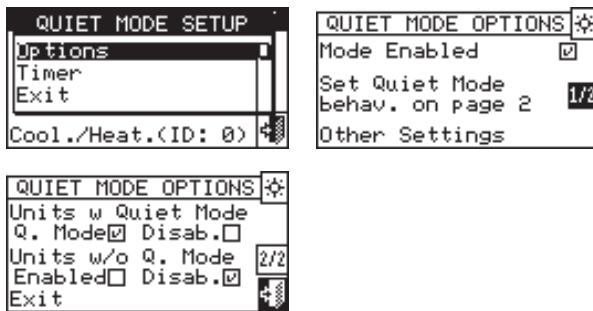 QUIET MODE SETUP
Options
Timer
Exit
Cool./Heat.(ID: 0)
QUIET MODE OPTIONS
Mode Enabled
Set Quiet Mode
behav. on page 2
1/2
Other Settings
QUIET MODE OPTIONS
Units w Quiet Mode
Q. Mode Disab.
Units w/o Q. Mode
2/2
Enabled Disab.
Exit